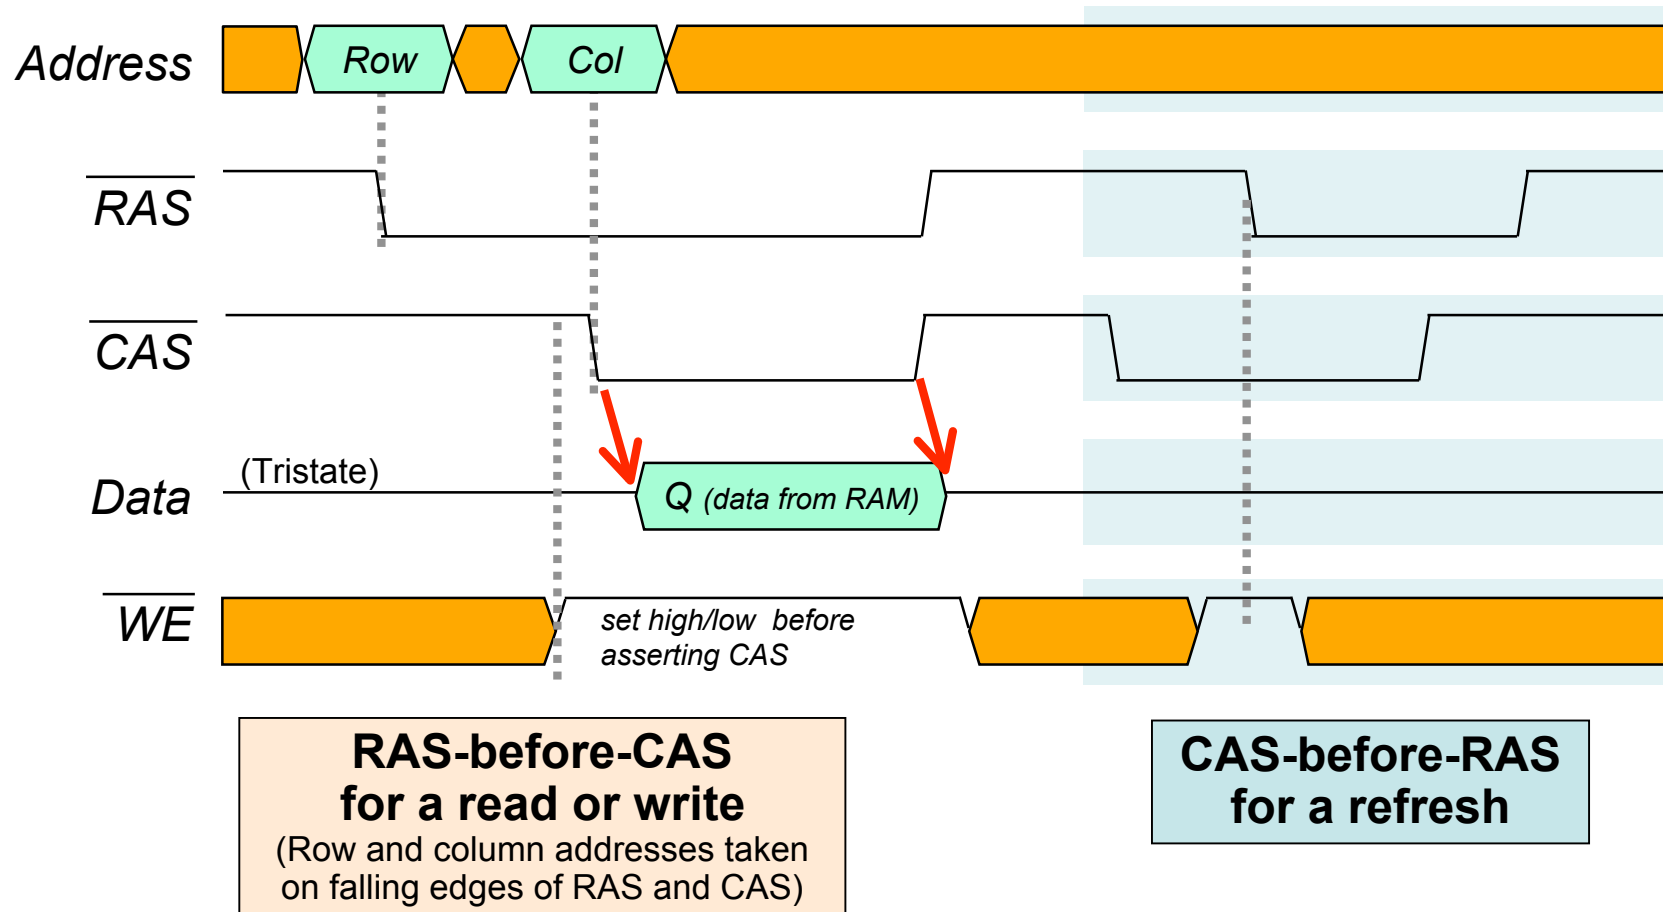 Address
Row
Col
RAS
CAS
(Tristate)
Data
Q (data from RAM)
WE
set high/low before
asserting CAS
RAS-before-CAS
for a read or write
(Row and column addresses taken
on falling edges of RAS and CAS)
CAS-before-RAS
for a refresh